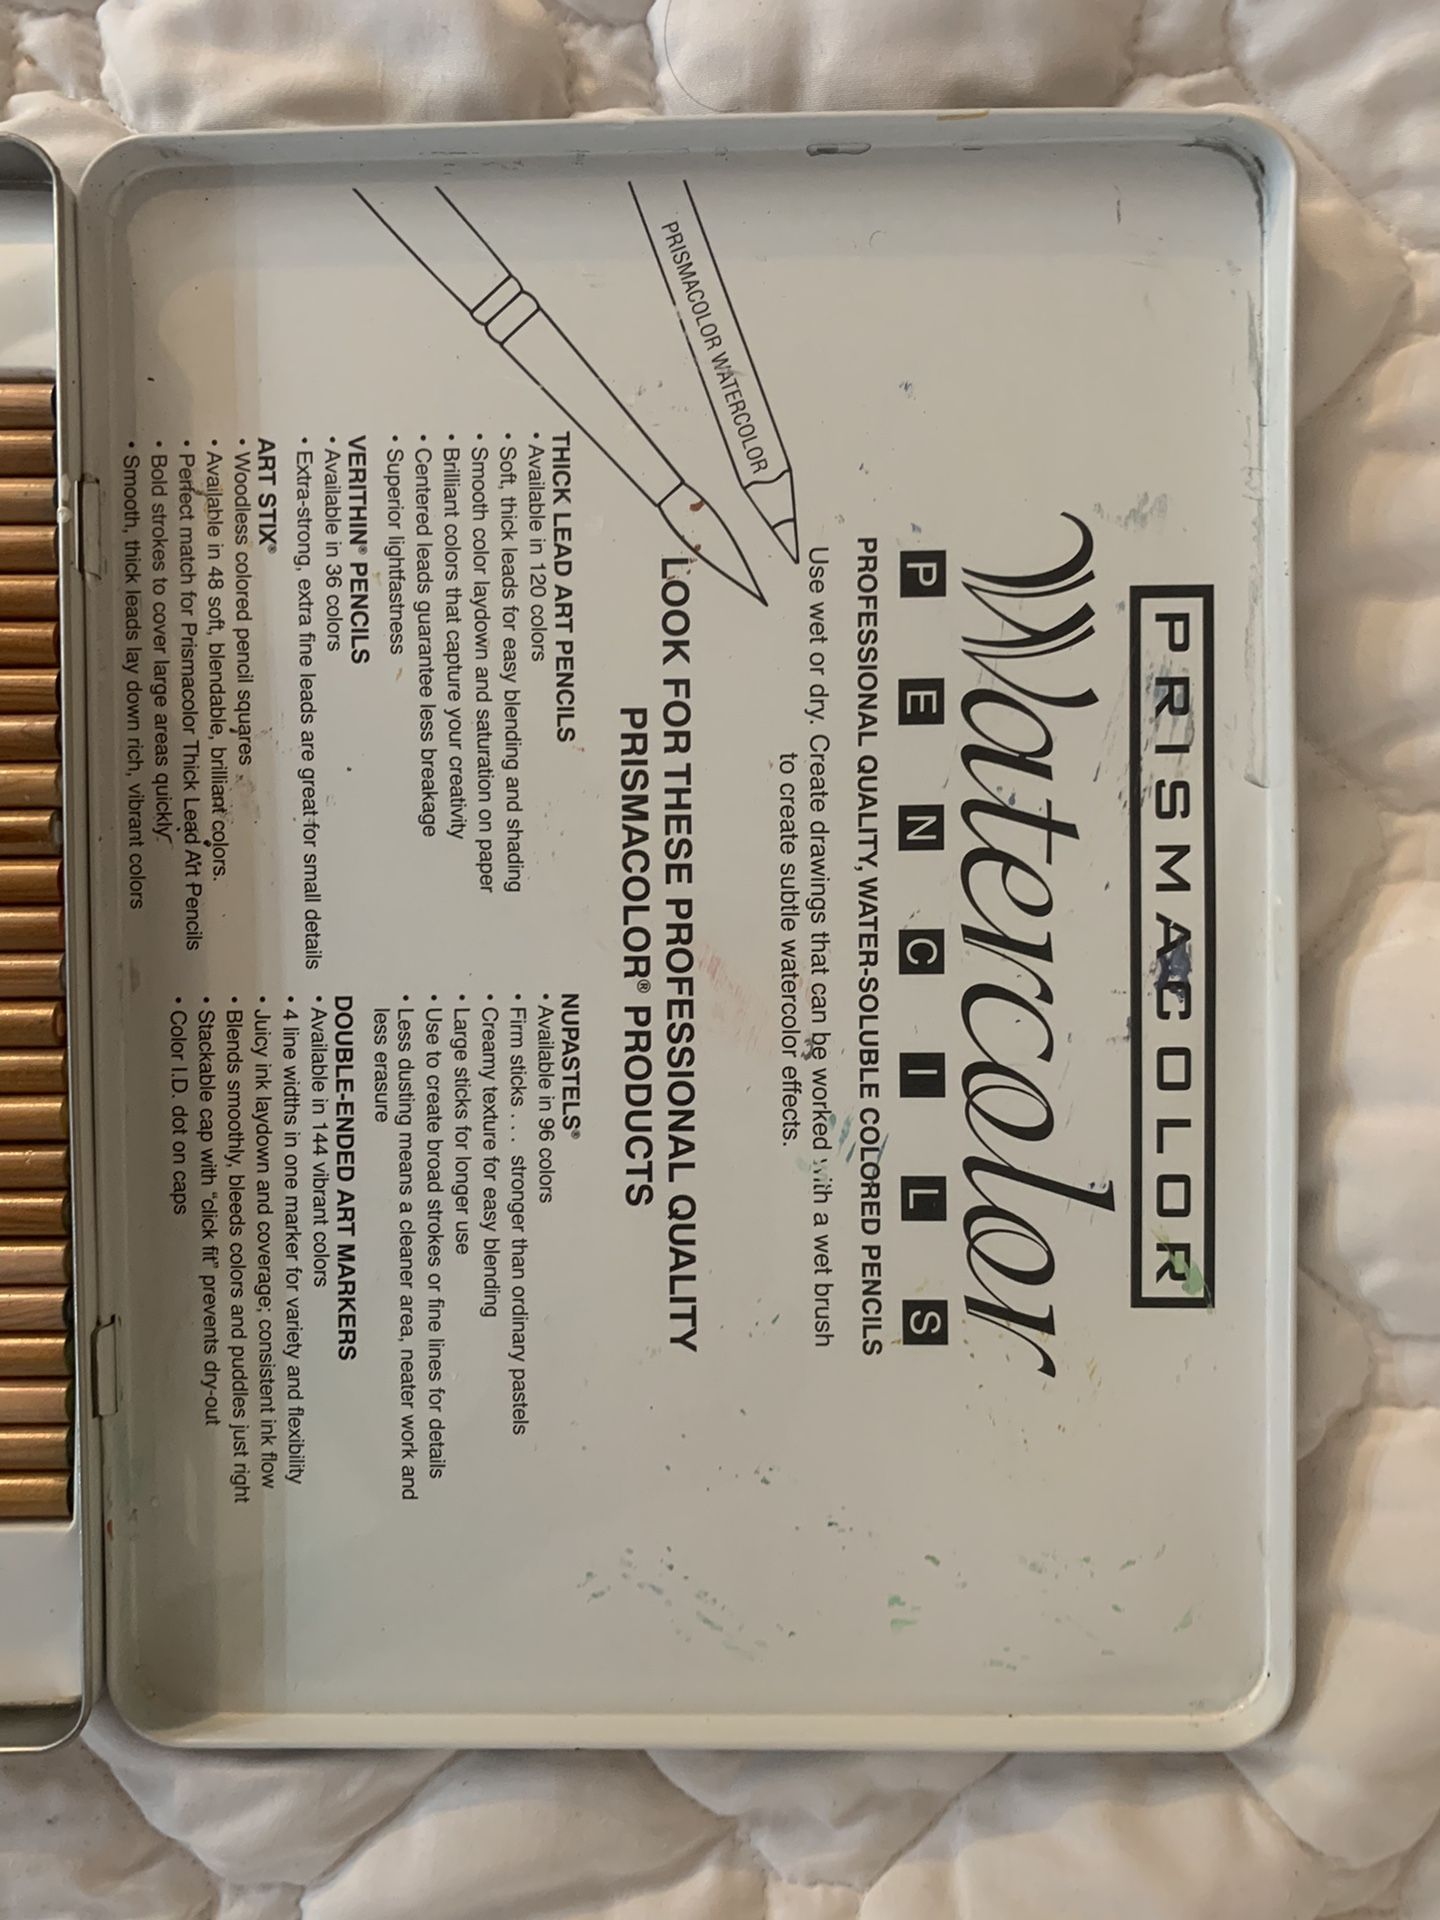 PRISMACOLOR
Watercolor
PENCILS
PROFESSIONAL QUALITY, WATER-SOLUBLE COLORED PENCILS
Use wet or dry. Create drawings that can be worked with a wet brush
to create subtle watercolor effects.
PRISMACOLOR WATERCOLOR
LOOK FOR THESE PROFESSIONAL QUALITY
PRISMACOLOR® PRODUCTS
THICK LEAD ART PENCILS
• Available in 120 colors
• Soft, thick leads for easy blending and shading
• Smooth color laydown and saturation on paper
• Brilliant colors that capture your creativity
• Centered leads guarantee less breakage
• Superior lightfastness
VERITHIN® PENCILS
• Available in 36 colors
• Extra-strong, extra fine leads are great for small details
ART STIX®
• Woodless colored pencil squares
• Available in 48 soft, blendable, brilliant colors.
• Perfect match for Prismacolor Thick Lead Art Pencils
• Bold strokes to cover large areas quickly.
• Smooth, thick leads lay down rich, vibrant colors
NUPASTELS®
• Available in 96 colors
• Firm sticks . . . stronger than ordinary pastels
• Creamy texture for easy blending
• Large sticks for longer use
• Use to create broad strokes or fine lines for details
• Less dusting means a cleaner area, neater work and
less erasure
DOUBLE-ENDED ART MARKERS
• Available in 144 vibrant colors
• 4 line widths in one marker for variety and flexibility
• Juicy ink laydown and coverage; consistent ink flow
• Blends smoothly, bleeds colors and puddles just right
• Stackable cap with "click fit" prevents dry-out
• Color I.D. dot on caps